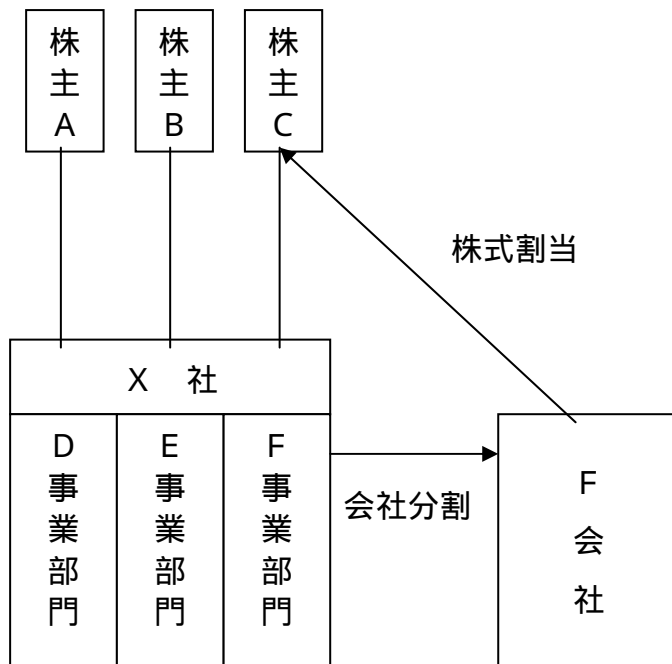 株主A
株主B
株主C
株式割当
X 社
D事業部門
E事業部門
F事業部門
会社分割
F会社